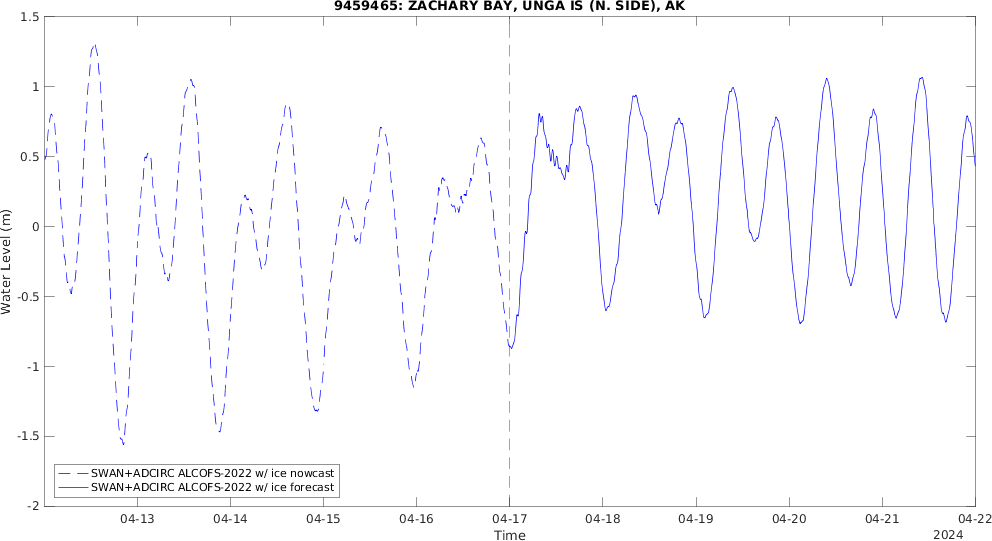 9459465: ZACHARY BAY, UNGA IS (N. SIDE), AK
1.5
1
0.5
0
-0.5
-1
-1.5
-2
Water Level (m)
SWAN+ADCIRC ALCOFS-2022 w/ ice nowcast
SWAN+ADCIRC ALCOFS-2022 w/ ice forecast
04-13 04-14 04-15 04-16 04-17 04-18 04-19 04-20 04-21 04-22
Time
2024